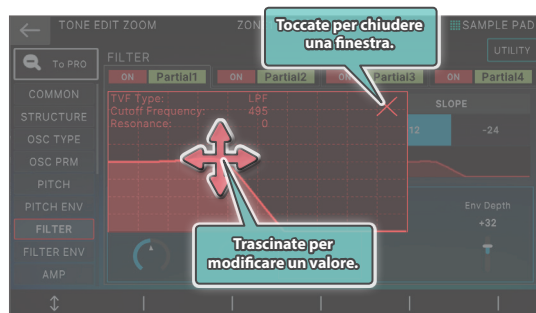 TONE EDIT ZOOM
ZON
SAMPLE PAD
Toccate per chiudere
una finestra.
UTILITY
To PRO
FILTER
ON Partial1 ON Partial2 ON Partial3 ON Partial4
COMMON
STRUCTURE
OSC TYPE
OSC PRM
PITCH
PITCH ENV
FILTER
FILTER ENV
AMP
TVF Type: LPF
Cutoff Frequency: 495
Resonance: 0
SLOPE
12 -24
Env Depth
+32
Trascinate per
modificare un valore.